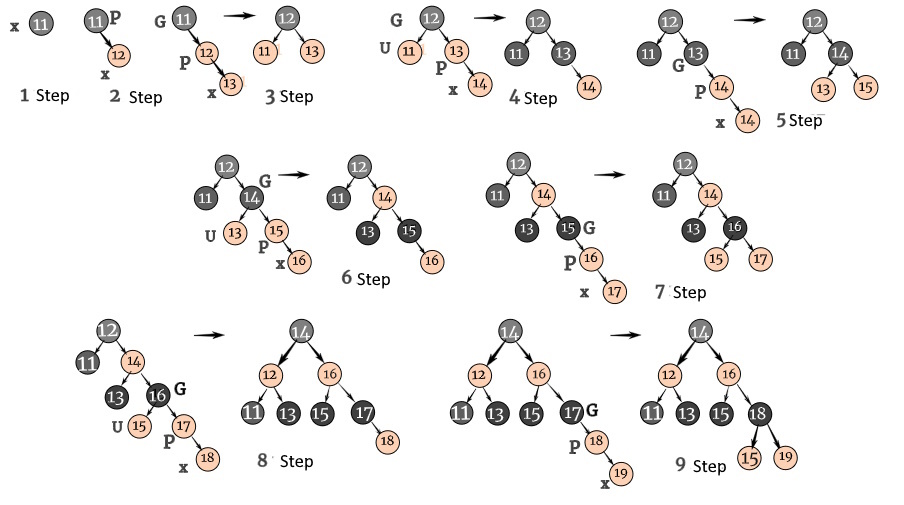 x 11 11 P 12 x G 11 P 12 x 13 12 11 13
1 Step 2 Step 3 Step
G 12 U 11 13 P x 14 12 11 13 14
4 Step
12 11 13 G P 14 x 14 12 11 14 13 15
5 Step
12 G 11 14 U 13 15 P x 16 12 11 14 13 15 16
6 Step
12 11 14 13 15 G P 16 x 17 12 11 14 13 16 15 17
7 Step
12 11 14 13 16 G U 15 17 P x 18 14 12 16 11 13 15 17 18
8 Step
14 12 16 11 13 15 17 G P 18 x 19 14 12 16 11 13 15 18 15 19
9 Step